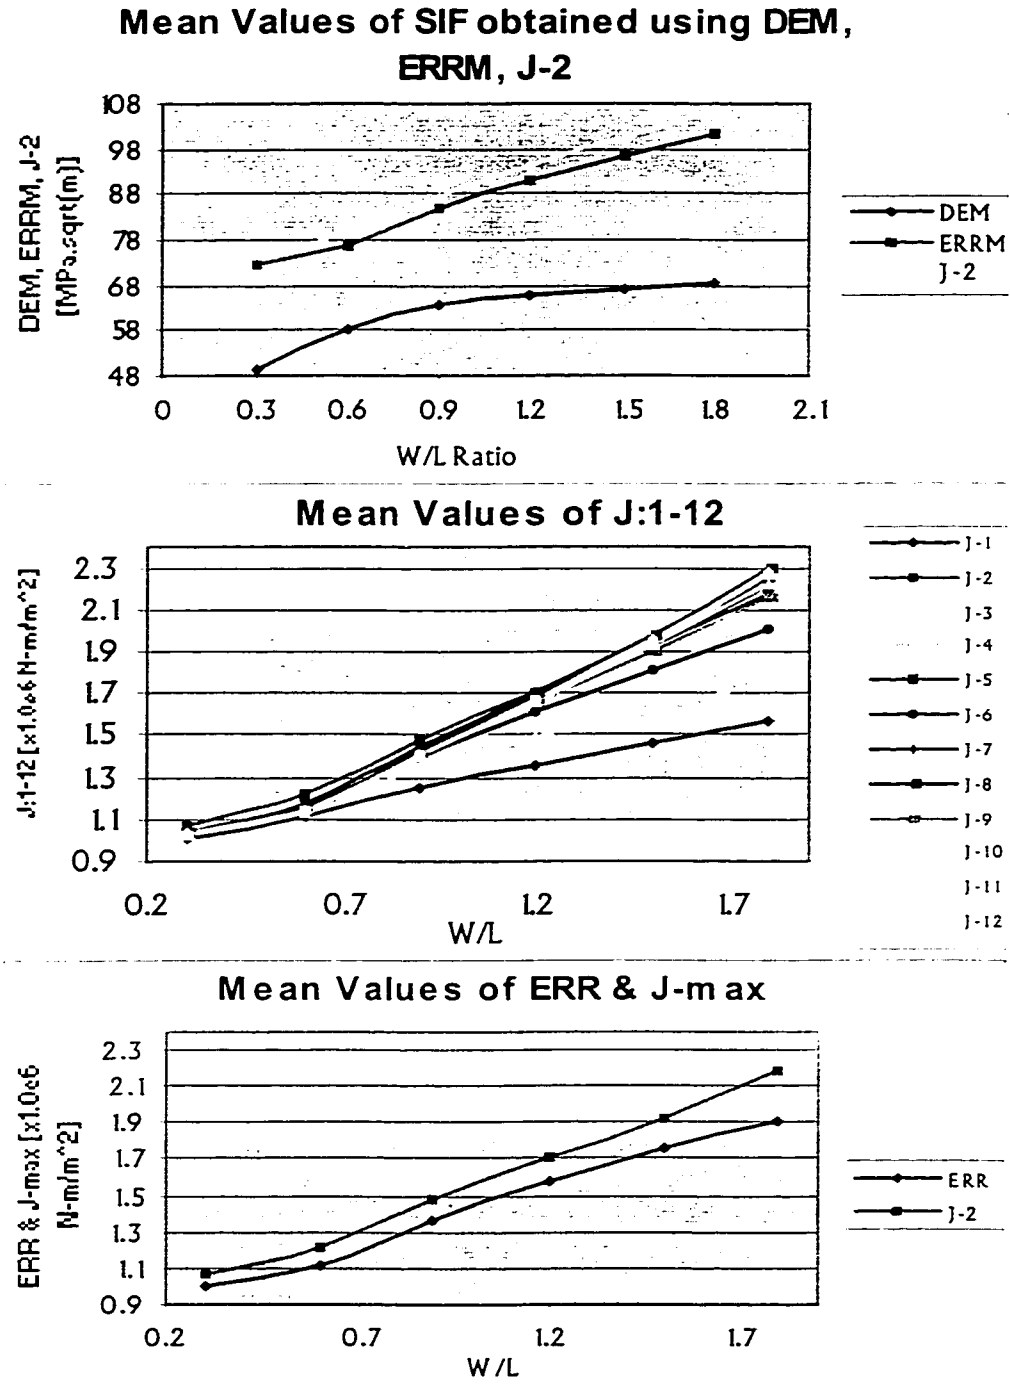 Mean Values of SIF obtained using DEM,
ERRM, J-2
DEM, ERRM, J-2
[MPa.sqrt(m)]
108
98
88
78
68
58
48
0 0.3 0.6 0.9 1.2 1.5 1.8 2.1
W/L Ratio
DEM
ERRM
J-2
Mean Values of J:1-12
J:1-12 [x1.0e6 N-m/m^2]
2.3
2.1
1.9
1.7
1.5
1.3
1.1
0.9
0.2 0.7 1.2 1.7
W/L
J-1
J-2
J-3
J-4
J-5
J-6
J-7
J-8
J-9
J-10
J-11
J-12
Mean Values of ERR & J-max
ERR & J-max [x1.0e6
N-m/m^2]
2.3
2.1
1.9
1.7
1.5
1.3
1.1
0.9
0.2 0.7 1.2 1.7
W/L
ERR
J-2